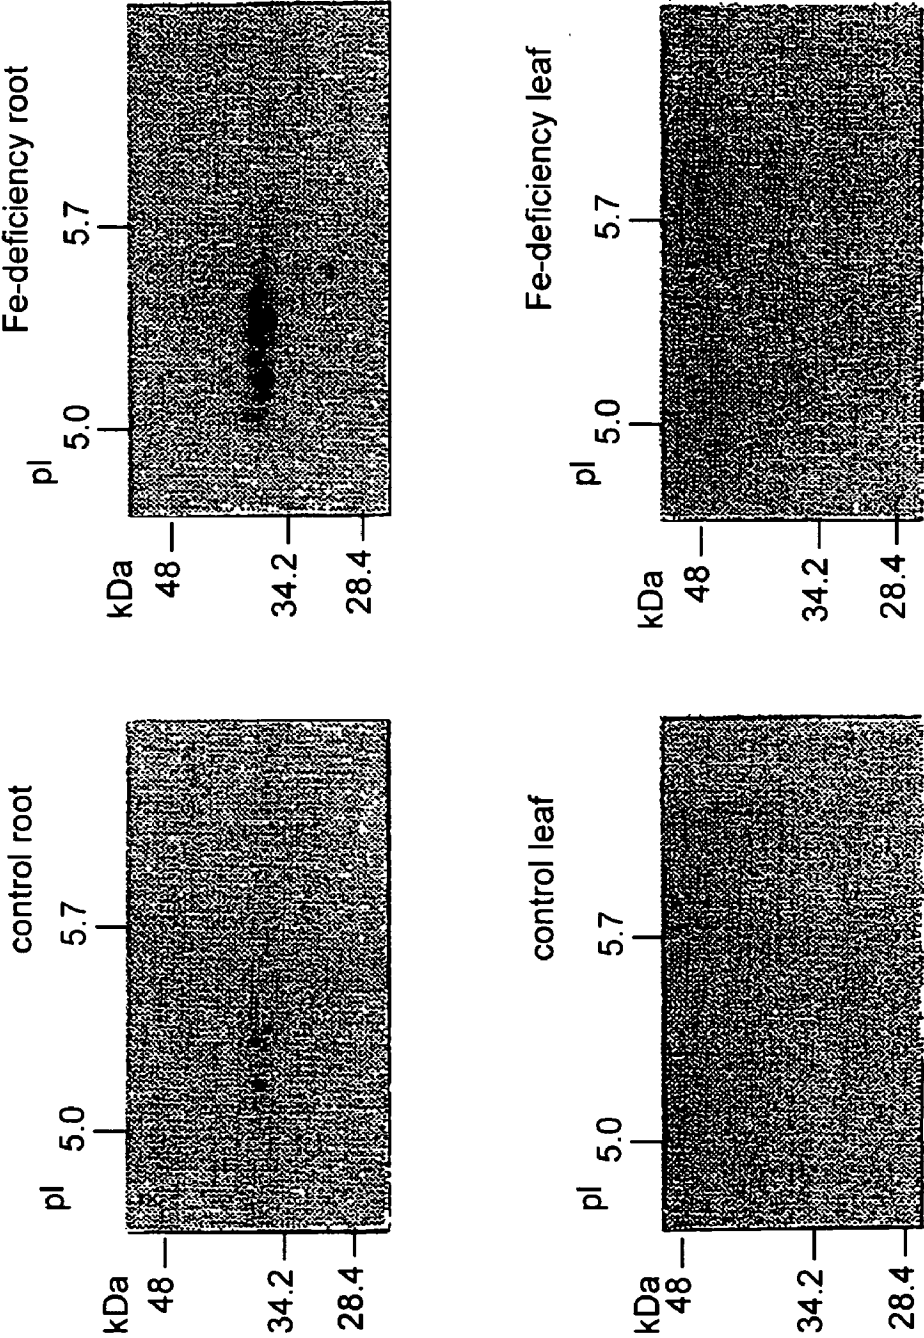 control root
pI 5.0 5.7
kDa
48
34.2
28.4
Fe-deficiency root
pI 5.0 5.7
kDa
48
34.2
28.4
control leaf
pI 5.0 5.7
kDa
48
34.2
28.4
Fe-deficiency leaf
pI 5.0 5.7
kDa
48
34.2
28.4